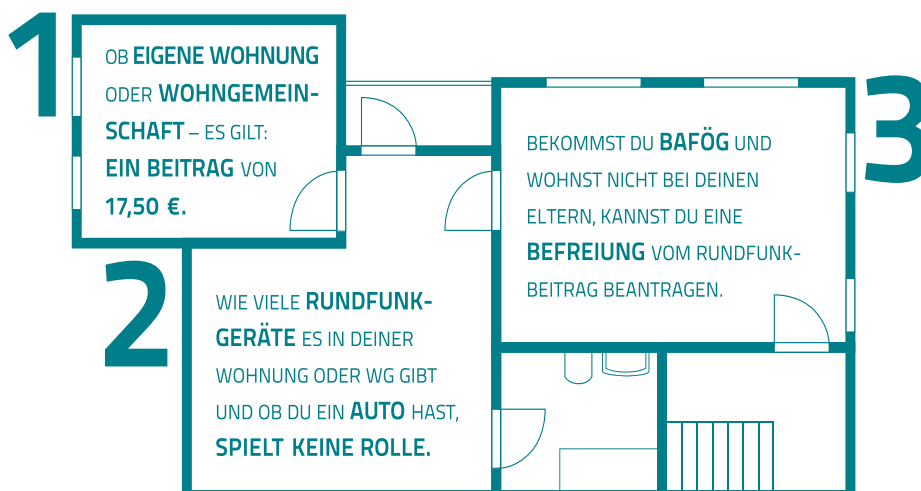 1
OB EIGENE WOHNUNG
ODER WOHNGEMEIN-
SCHAFT – ES GILT:
EIN BEITRAG VON
17,50 €.
2
WIE VIELE RUNDFUNK-
GERÄTE ES IN DEINER
WOHNUNG ODER WG GIBT
UND OB DU EIN AUTO HAST,
SPIELT KEINE ROLLE.
3
BEKOMMST DU BAFÖG UND
WOHNST NICHT BEI DEINEN
ELTERN, KANNST DU EINE
BEFREIUNG VOM RUNDFUNK-
BEITRAG BEANTRAGEN.